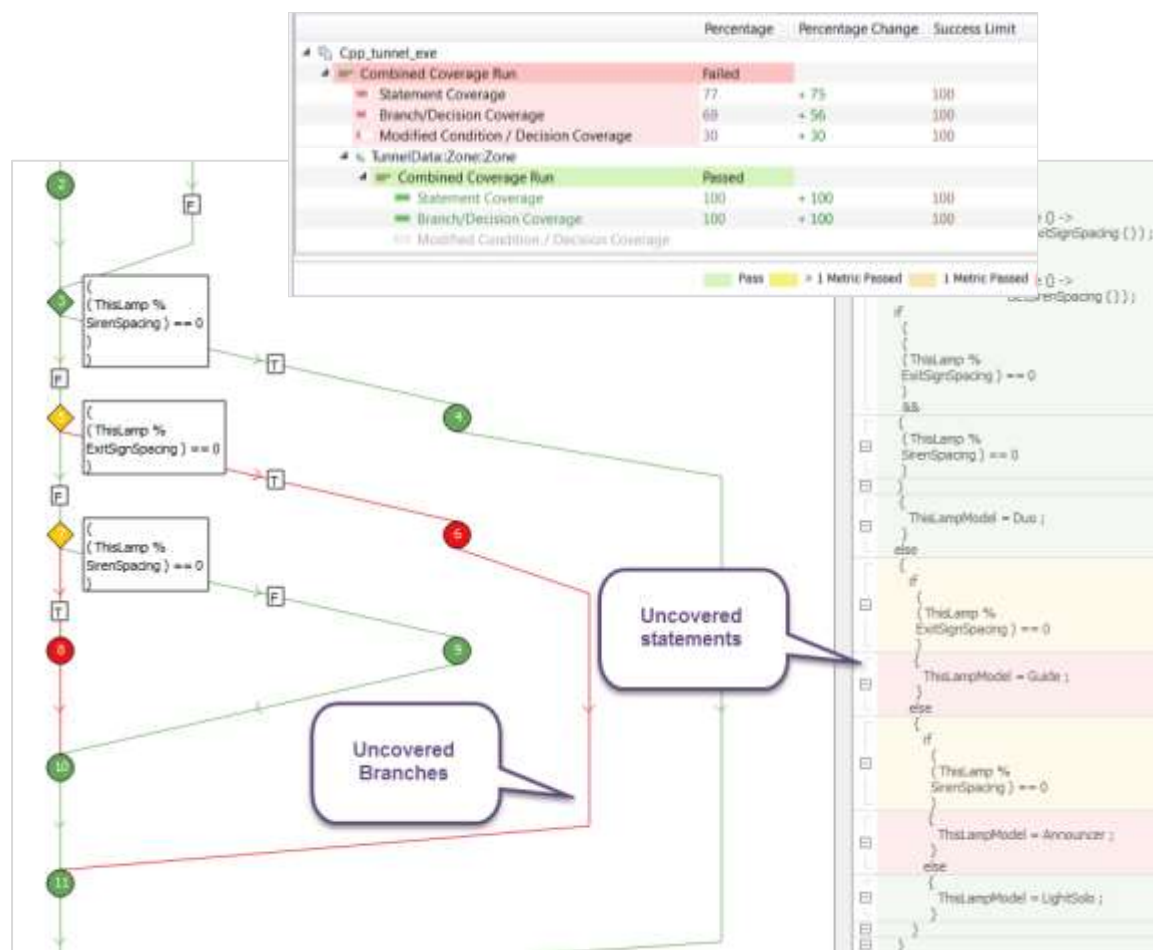 Percentage Percentage Change Success Limit
Cpp_tunnel_exe
Combined Coverage Run Failed
Statement Coverage 77 + 75 100
Branch/Decision Coverage 69 + 56 100
Modified Condition / Decision Coverage 30 + 30 100
TunnelData::Zone::Zone
Combined Coverage Run Passed
Statement Coverage 100 + 100 100
Branch/Decision Coverage 100 + 100 100
Modified Condition / Decision Coverage
Pass > 1 Metric Passed 1 Metric Passed
2
F
3
{
( ThisLamp %
SirenSpacing ) == 0
}
}
T
F
4
5
{
( ThisLamp %
ExitSignSpacing ) == 0
}
T
F
6
7
{
( ThisLamp %
SirenSpacing ) == 0
}
F
T
8
9
10
11
Uncovered
Branches
Uncovered
statements
() ->
itSignSpacing () ) ;
() ->
Spacing () ) ;
if
{
{
( ThisLamp %
ExitSignSpacing ) == 0
}
&&
{
( ThisLamp %
SirenSpacing ) == 0
}
}
{
ThisLampModel = Duo ;
}
else
{
if
{
( ThisLamp %
ExitSignSpacing ) == 0
}
{
ThisLampModel = Guide ;
}
else
{
if
{
( ThisLamp %
SirenSpacing ) == 0
}
{
ThisLampModel = Announcer ;
}
else
{
ThisLampModel = LightSolo ;
}
}
}